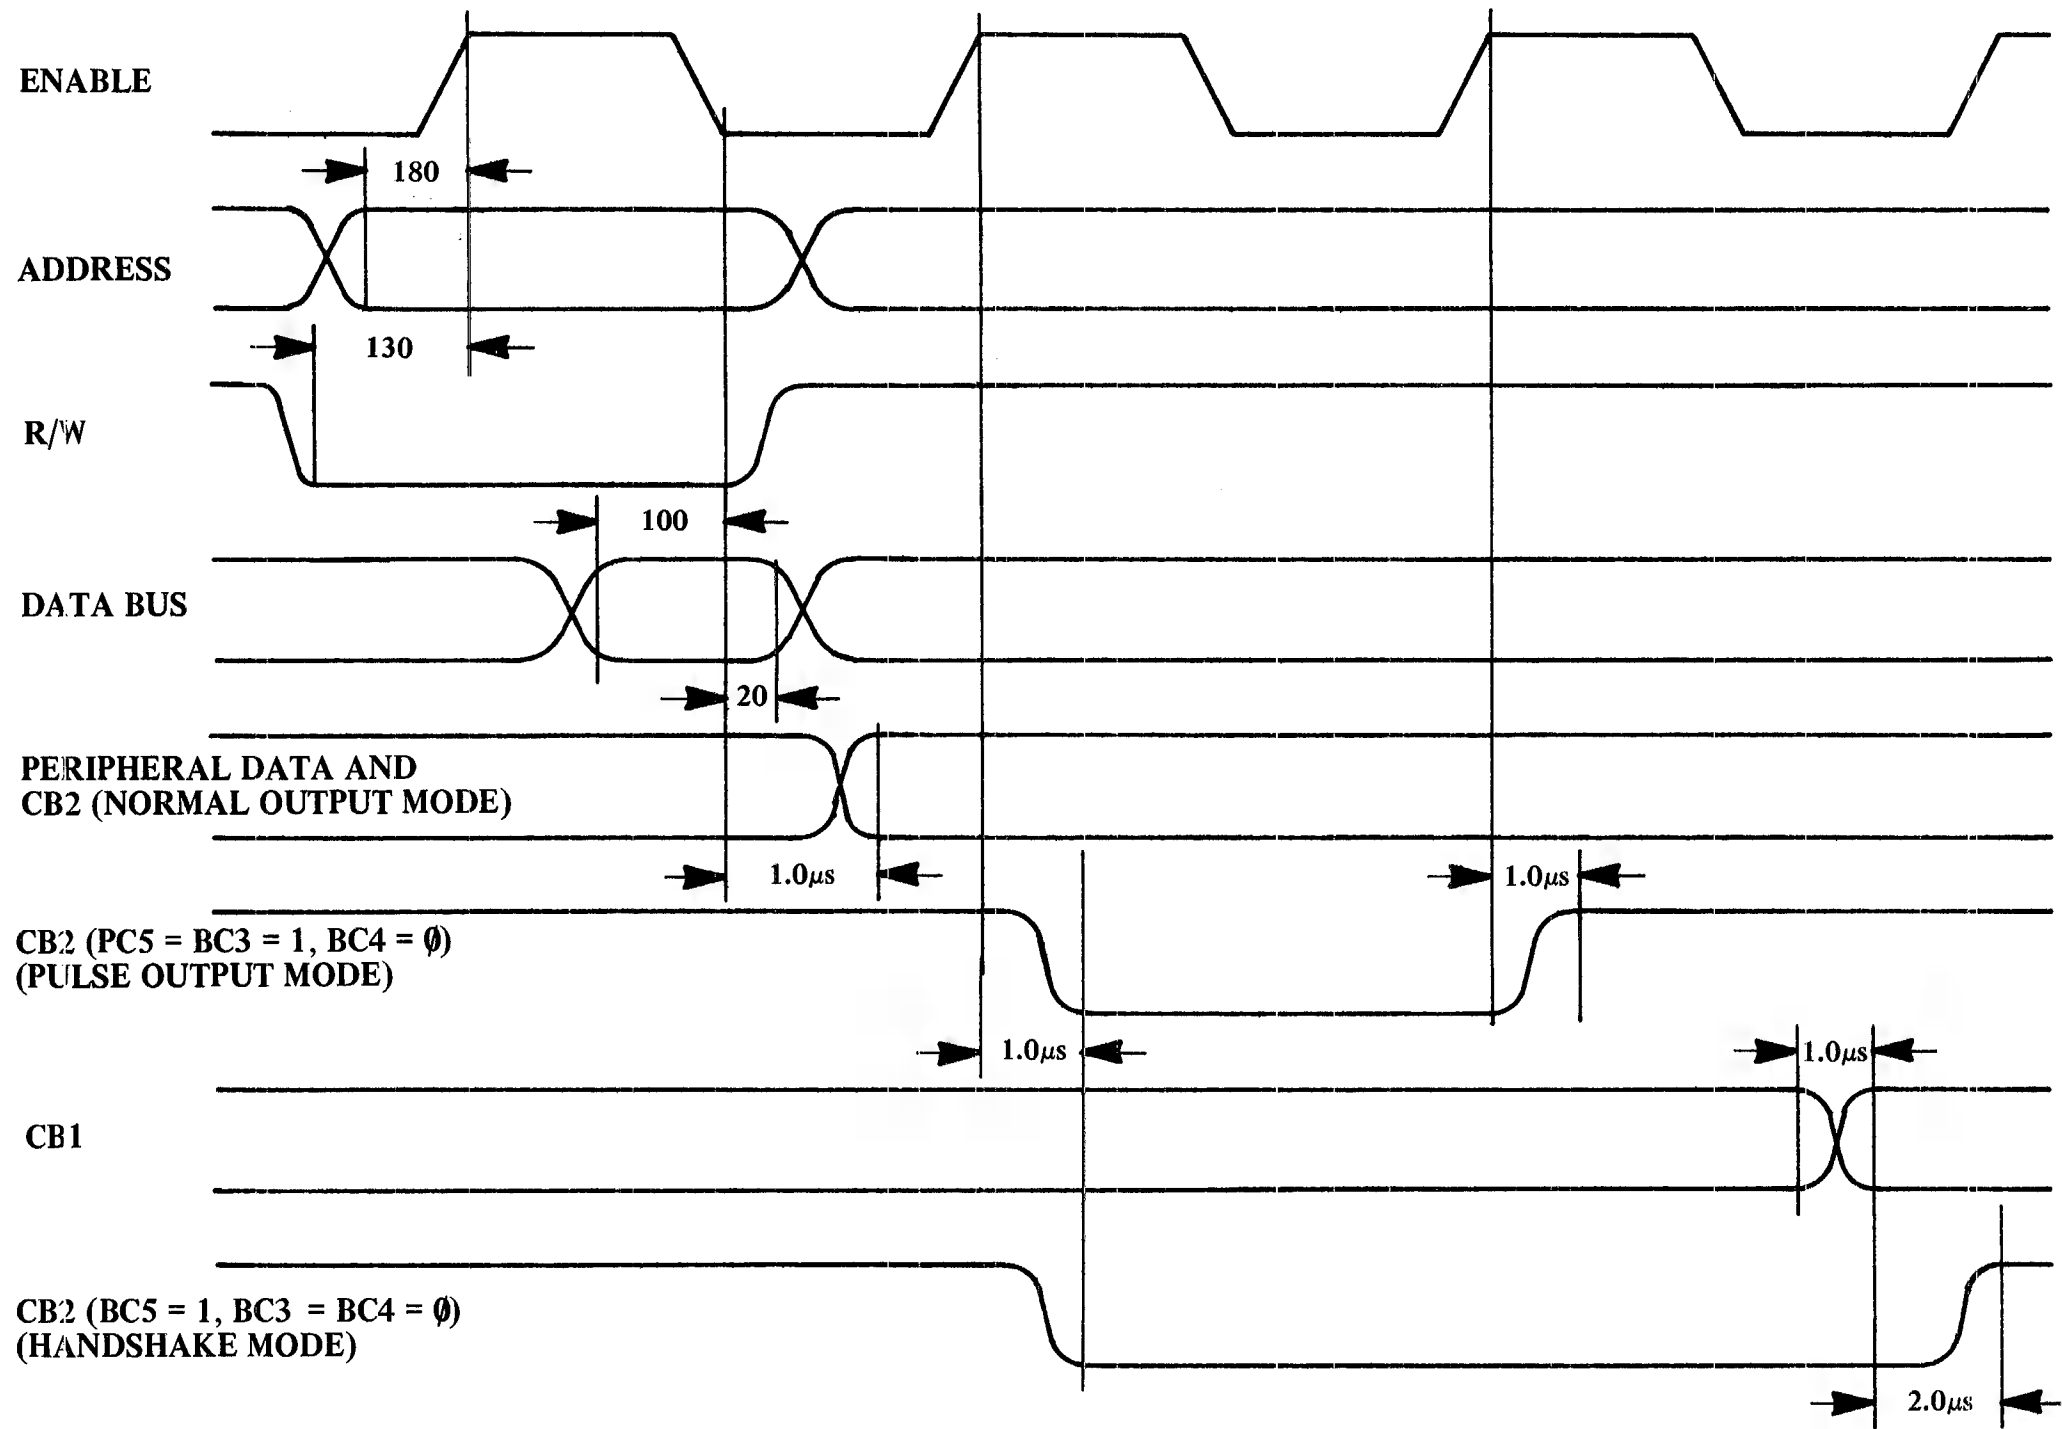 ENABLE
180
ADDRESS
130
R/W
100
DATA BUS
20
PERIPHERAL DATA AND
CB2 (NORMAL OUTPUT MODE)
1.0μs
1.0μs
CB2 (PC5 = BC3 = 1, BC4 = ∅)
(PULSE OUTPUT MODE)
1.0μs
1.0μs
CB1
CB2 (BC5 = 1, BC3 = BC4 = ∅)
(HANDSHAKE MODE)
2.0μs